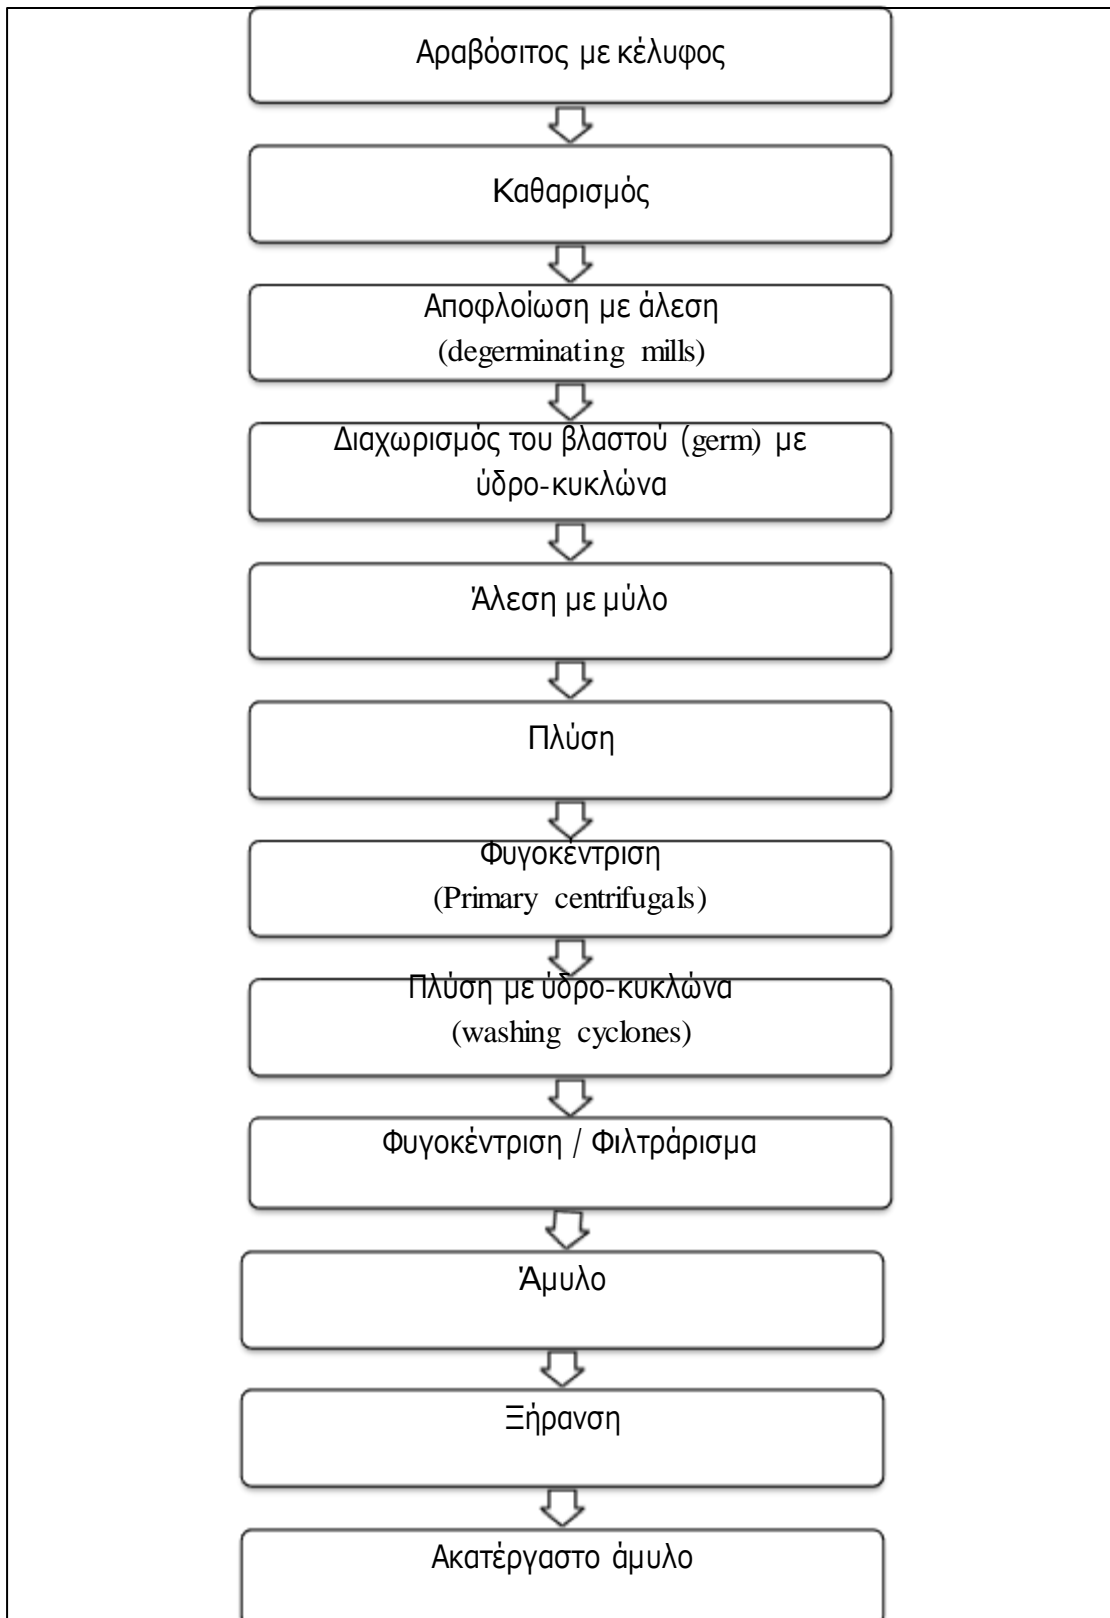 Αραβόσιτος με κέλυφος
Καθαρισμός
Αποφλοίωση με άλεση
(degerminating mills)
Διαχωρισμός του βλαστού (germ) με
ύδρο-κυκλώνα
Άλεση με μύλο
Πλύση
Φυγοκέντριση
(Primary centrifugals)
Πλύση με ύδρο-κυκλώνα
(washing cyclones)
Φυγοκέντριση / Φιλτράρισμα
Άμυλο
Ξήρανση
Ακατέργαστο άμυλο